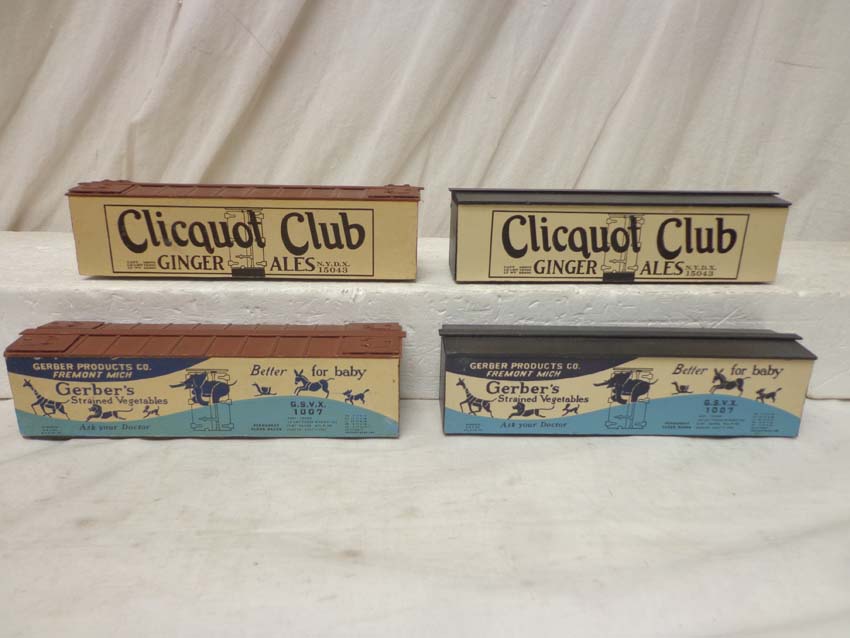 Clicquot Club
GINGER ALES N.Y.D.X.
15043
Clicquot Club
GINGER ALES N.Y.D.X.
15043
GERBER PRODUCTS CO.
FREMONT MICH
Better for baby
Gerber's
Strained Vegetables
G.S.V.X.
1007
Ask your Doctor
GERBER PRODUCTS CO.
FREMONT MICH.
Better for baby
Gerber's
Strained Vegetables
G.S.V.X.
1007
Ask your Doctor